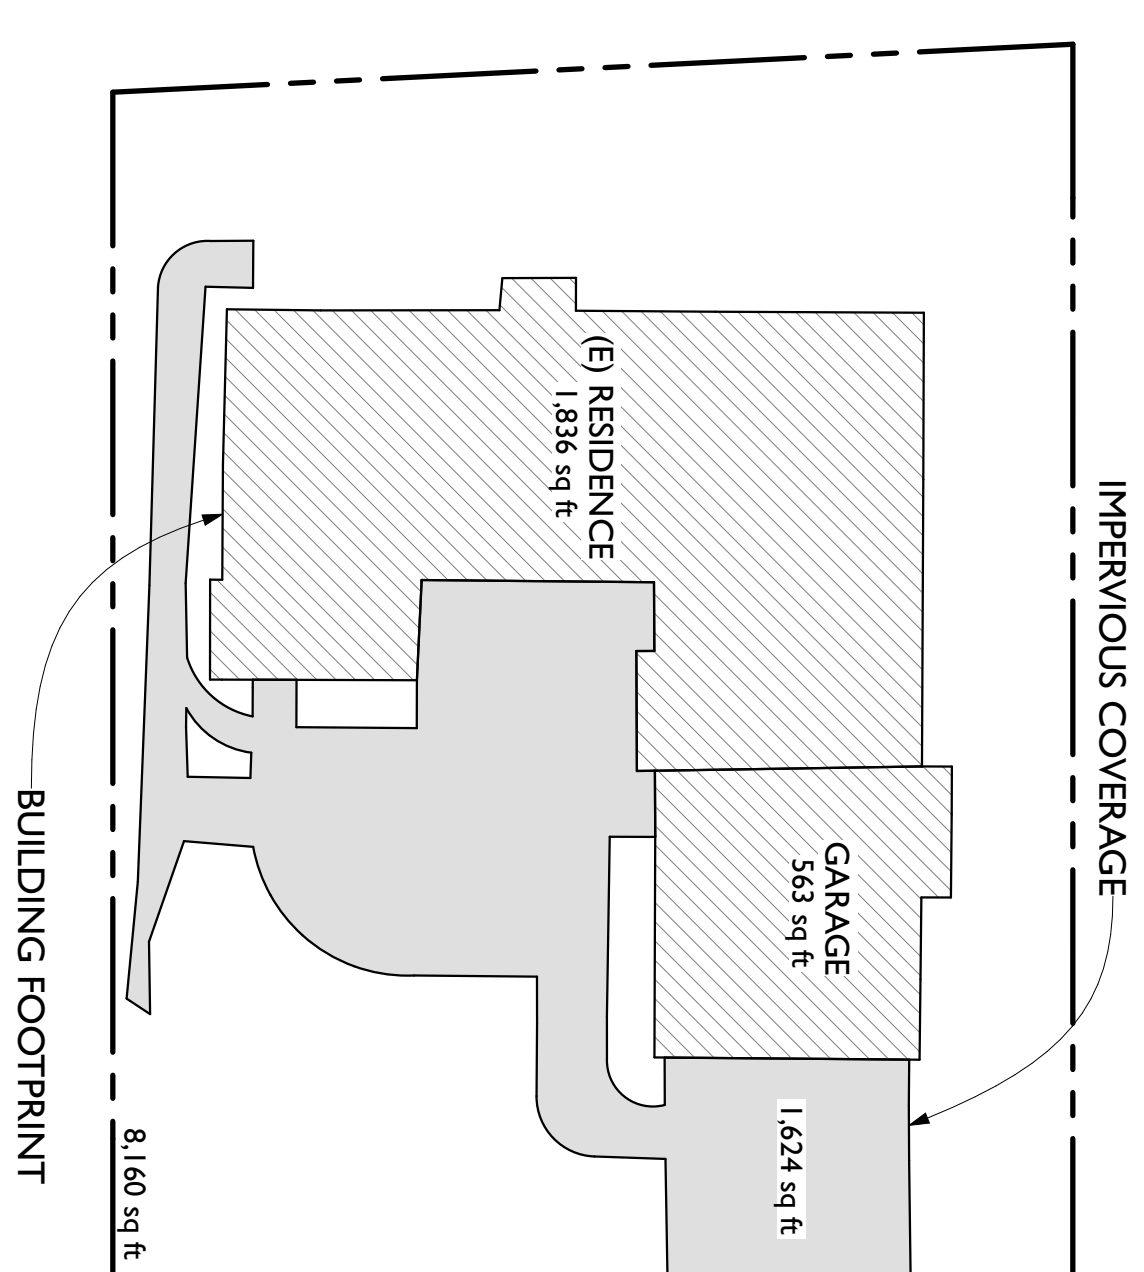 IMPERVIOUS COVERAGE
(E) RESIDENCE
1,836 sq ft
GARAGE
563 sq ft
1,624 sq ft
8,160 sq ft
BUILDING FOOTPRINT